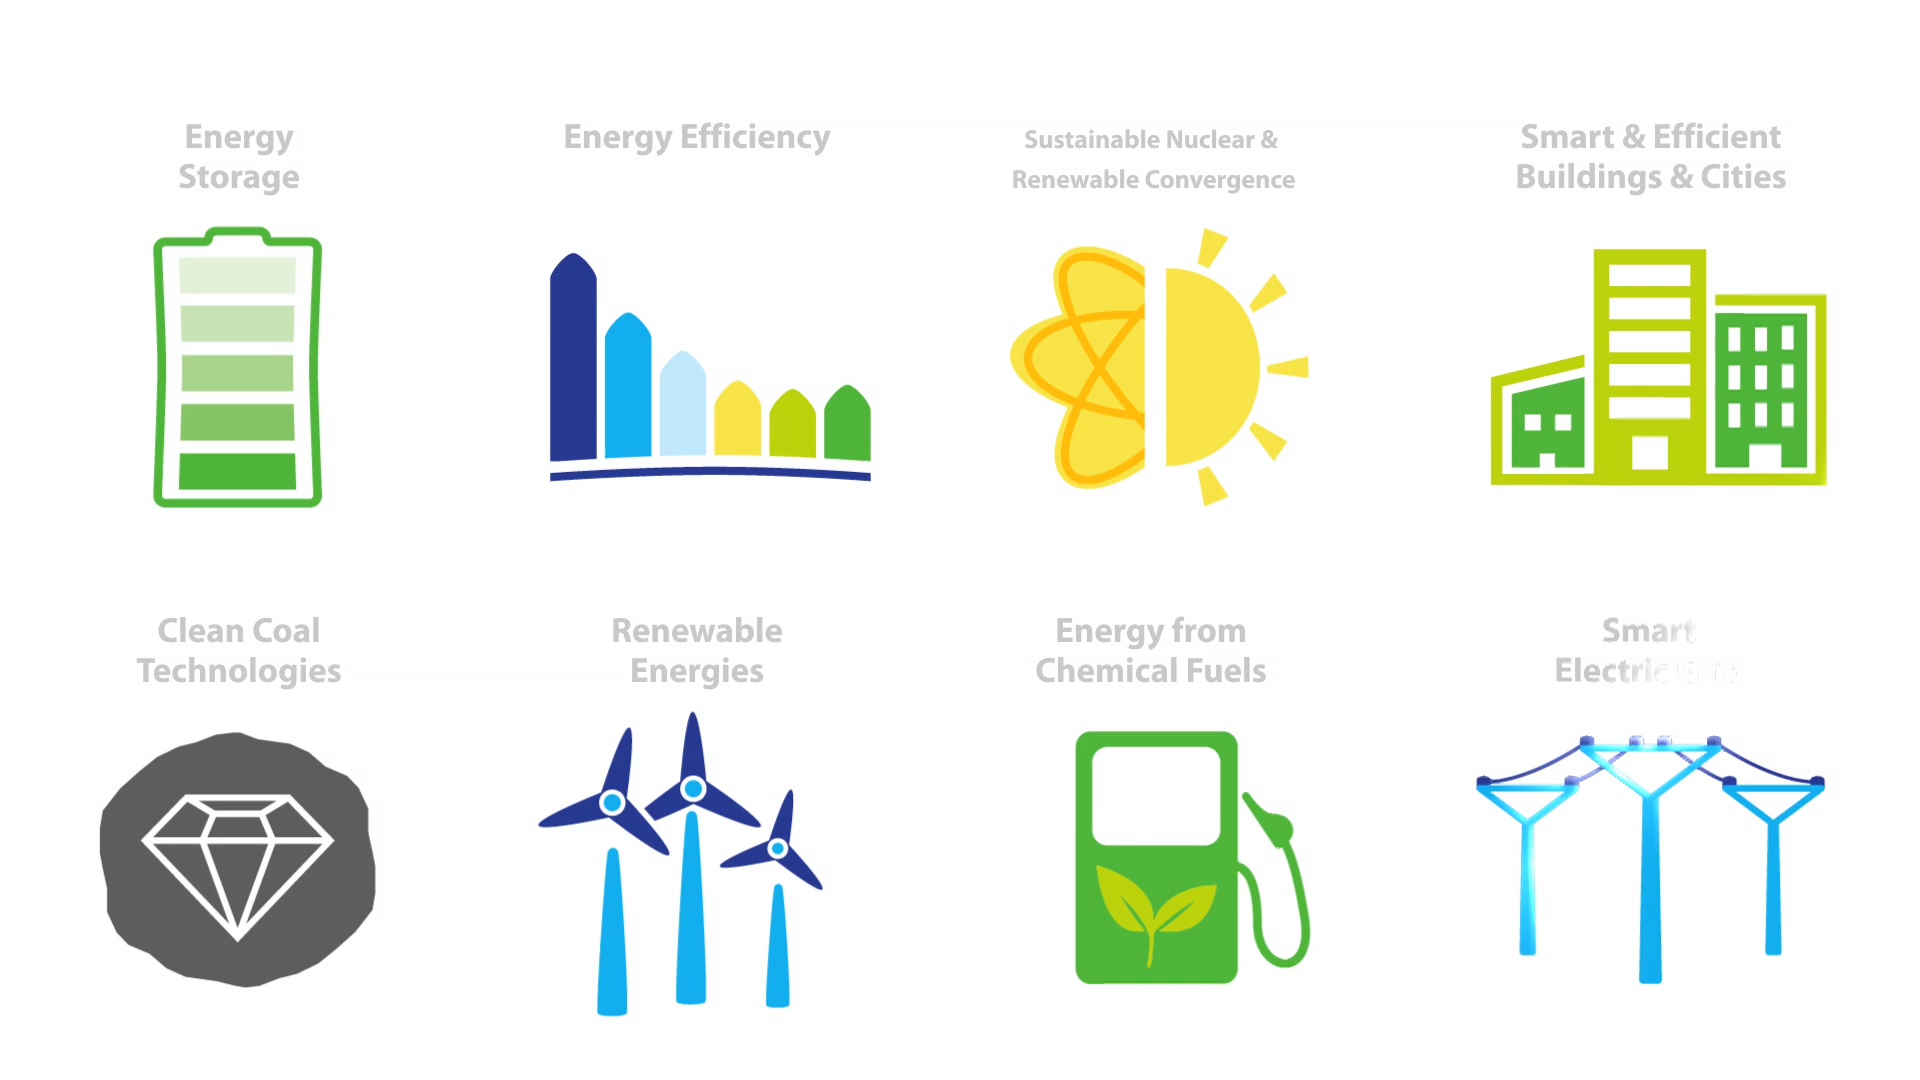 Energy
Storage
Energy Efficiency
Sustainable Nuclear &
Renewable Convergence
Smart & Efficient
Buildings & Cities
Clean Coal
Technologies
Renewable
Energies
Energy from
Chemical Fuels
Smart
Electric